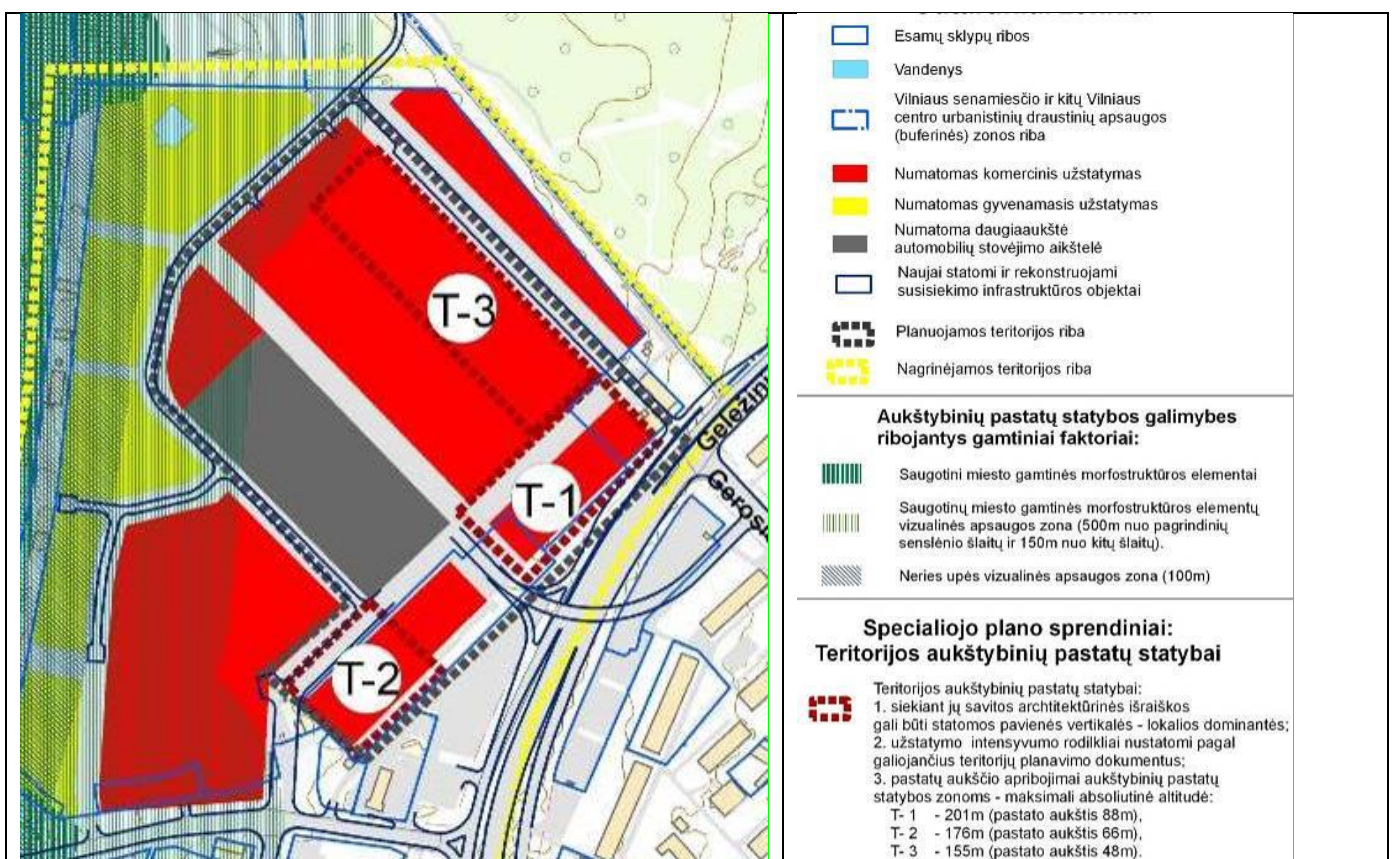 T-3
T-1
T-2
Geležini
Esamų sklypų ribos
Vandenys
Vilniaus senamiesčio ir kitų Vilniaus
centro urbanistinių draustinių apsaugos
(buferinės) zonos riba
Numatomas komercinis užstatymas
Numatomas gyvenamasis užstatymas
Numatoma daugiaaukštė
automobilių stovėjimo aikštelė
Naujai statomi ir rekonstruojami
susisiekimo infrastruktūros objektai
Planuojamos teritorijos riba
Nagrinėjamos teritorijos riba
Aukštybinių pastatų statybos galimybes
ribojantys gamtiniai faktoriai:
Saugotini miesto gamtinės morfostruktūros elementai
Saugotinų miesto gamtinės morfostruktūros elementų
vizualinės apsaugos zona (500m nuo pagrindinių
senslėnio šlaitų ir 150m nuo kitų šlaitų).
Neries upės vizualinės apsaugos zona (100m)
Specialiojo plano sprendiniai:
Teritorijos aukštybinių pastatų statybai
Teritorijos aukštybinių pastatų statybai:
1. siekiant jų savitos archtitektūrinės išraiškos
gali būti statomos pavienės vertikalės - lokalios dominantės;
2. užstatymo intensyvumo rodilkliai nustatomi pagal
galiojančius teritorijų planavimo dokumentus;
3. pastatų aukščio apribojimai aukštybinių pastatų
statybos zonoms - maksimali absoliutinė altitudė:
T- 1 - 201m (pastato aukštis 88m),
T- 2 - 176m (pastato aukštis 66m),
T- 3 - 155m (pastato aukštis 48m).